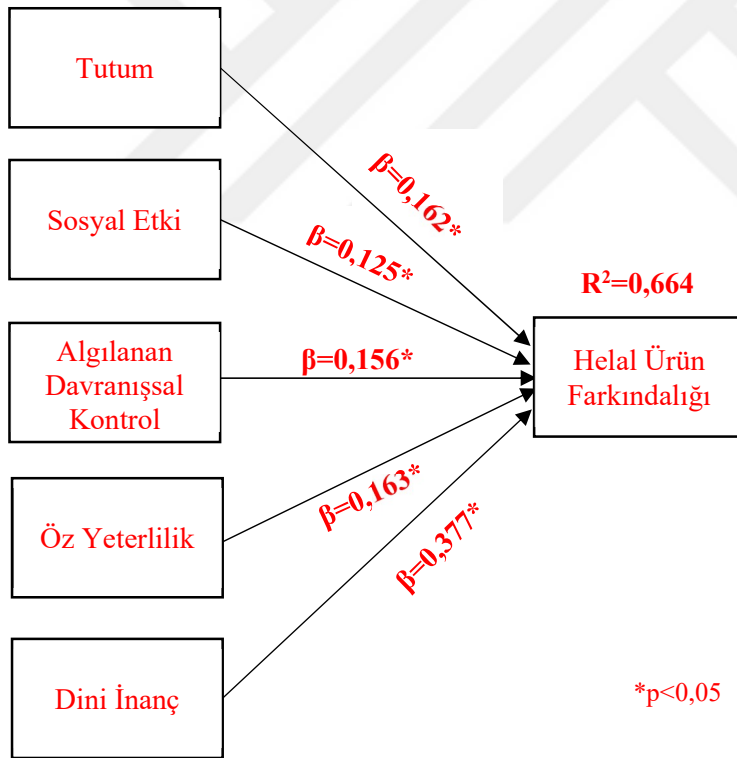 Tutum
β=0,162*
Sosyal Etki
β=0,125*
R²=0,664
Algılanan
Davranışsal
Kontrol
β=0,156*
Helal Ürün
Farkındalığı
Öz Yeterlilik
β=0,163*
β=0,377*
Dini İnanç
*p<0,05